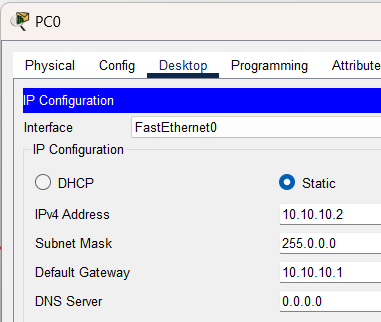 PC0
Physical Config Desktop Programming Attribute
IP Configuration
Interface FastEthernet0
IP Configuration
DHCP Static
IPv4 Address 10.10.10.2
Subnet Mask 255.0.0.0
Default Gateway 10.10.10.1
DNS Server 0.0.0.0